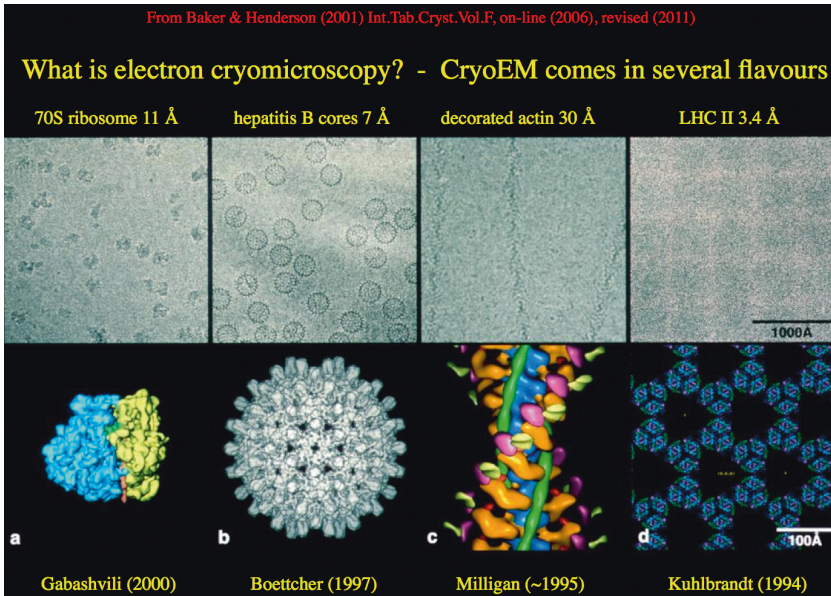 From Baker & Henderson (2001) Int.Tab.Cryst.Vol.F, on-line (2006), revised (2011)
What is electron cryomicroscopy? - CryoEM comes in several flavours
70S ribosome 11 Å
hepatitis B cores 7 Å
decorated actin 30 Å
LHC II 3.4 Å
1000Å
a
b
c
d
100Å
Gabashvili (2000)
Boettcher (1997)
Milligan (~1995)
Kuhlbrandt (1994)